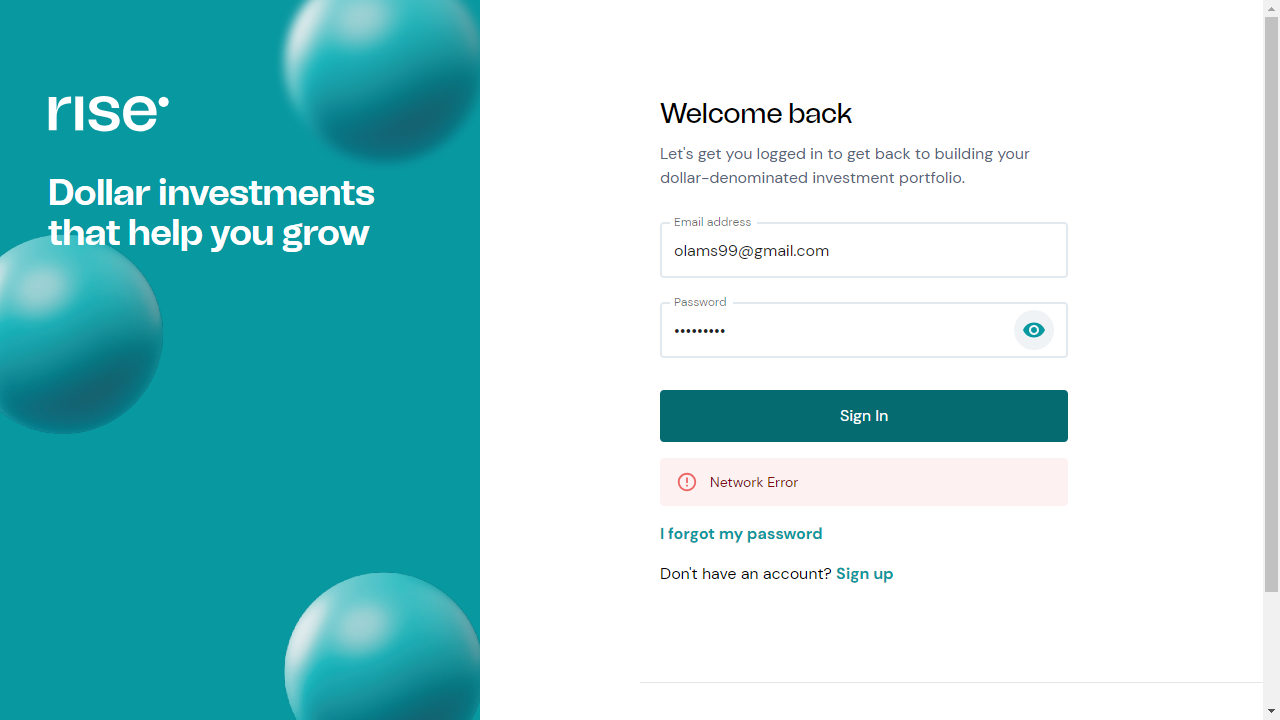 rise
Dollar investments
that help you grow
Welcome back
Let's get you logged in to get back to building your
dollar-denominated investment portfolio.
Email address
olams99@gmail.com
Password
•••••••••
Sign In
Network Error
I forgot my password
Don't have an account? Sign up